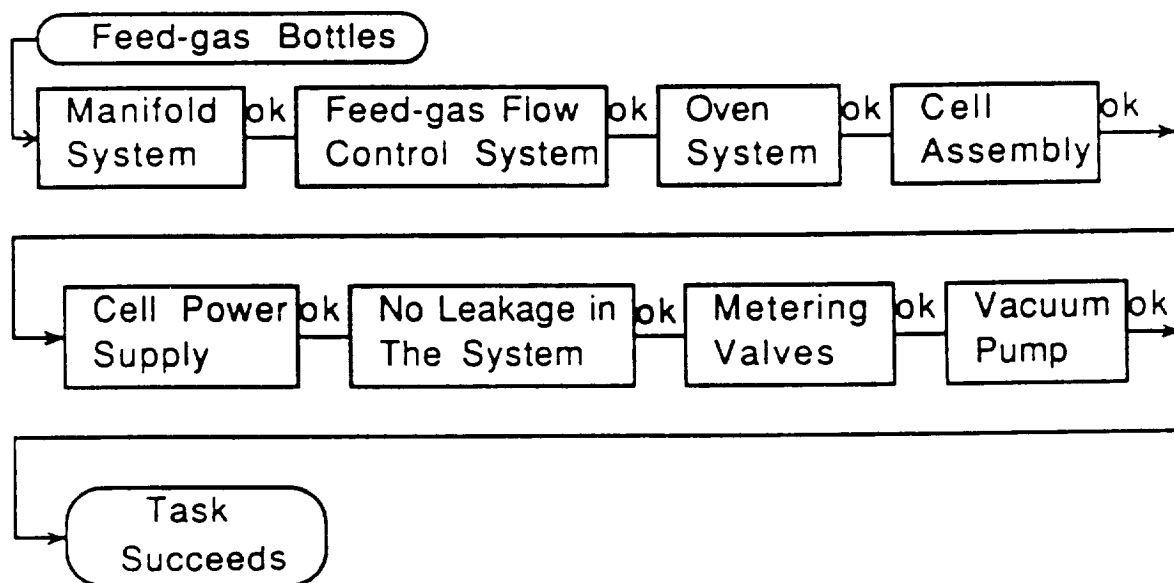 Feed-gas Bottles
Manifold System ok Feed-gas Flow Control System ok Oven System ok Cell Assembly ok
Cell Power Supply ok No Leakage in The System ok Metering Valves ok Vacuum Pump ok
Task
Succeeds